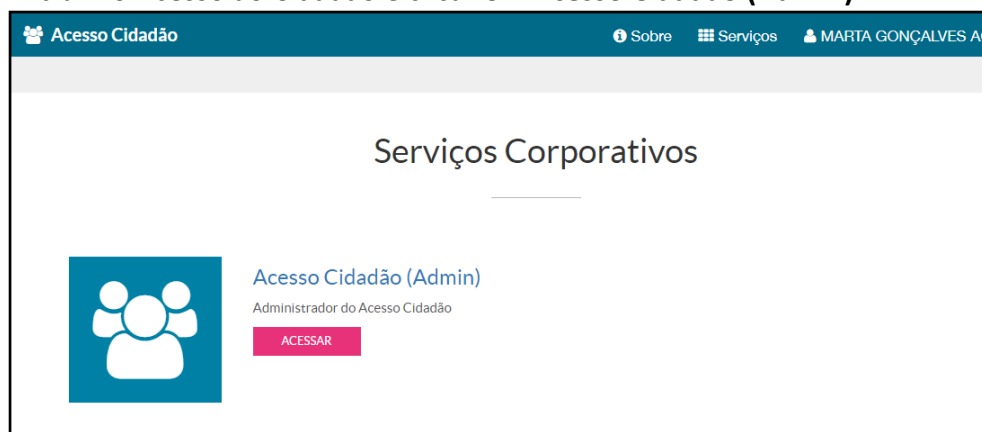 Acesso Cidadão
Sobre
Serviços
MARTA GONÇALVES
Serviços Corporativos
Acesso Cidadão (Admin)
Administrador do Acesso Cidadão
ACESSAR